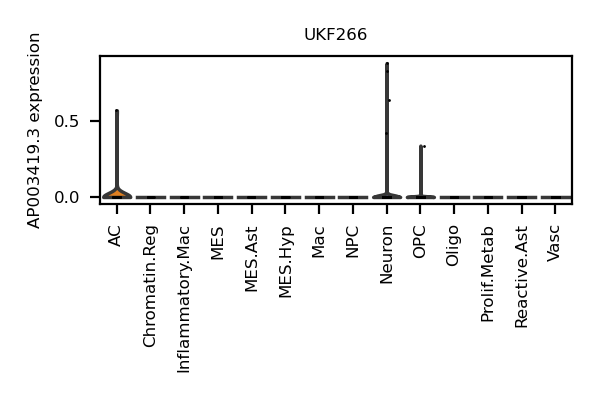 UKF266
AP003419.3 expression
0.5
0.0
AC
Chromatin.Reg
Inflammatory.Mac
MES
MES.Ast
MES.Hyp
Mac
NPC
Neuron
OPC
Oligo
Prolif.Metab
Reactive.Ast
Vasc